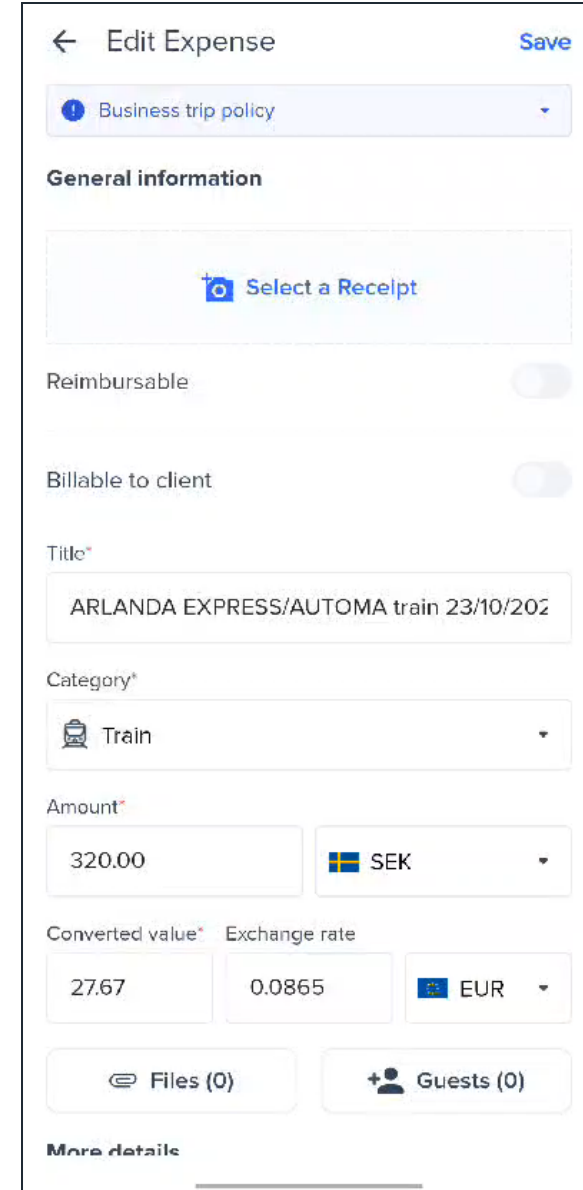 Edit Expense Save
Business trip policy
General information
Select a Receipt
Reimbursable
Billable to client
Title*
ARLANDA EXPRESS/AUTOMA train 23/10/202
Category*
Train
Amount*
320.00 SEK
Converted value* Exchange rate
27.67 0.0865 EUR
Files (0) Guests (0)
More details